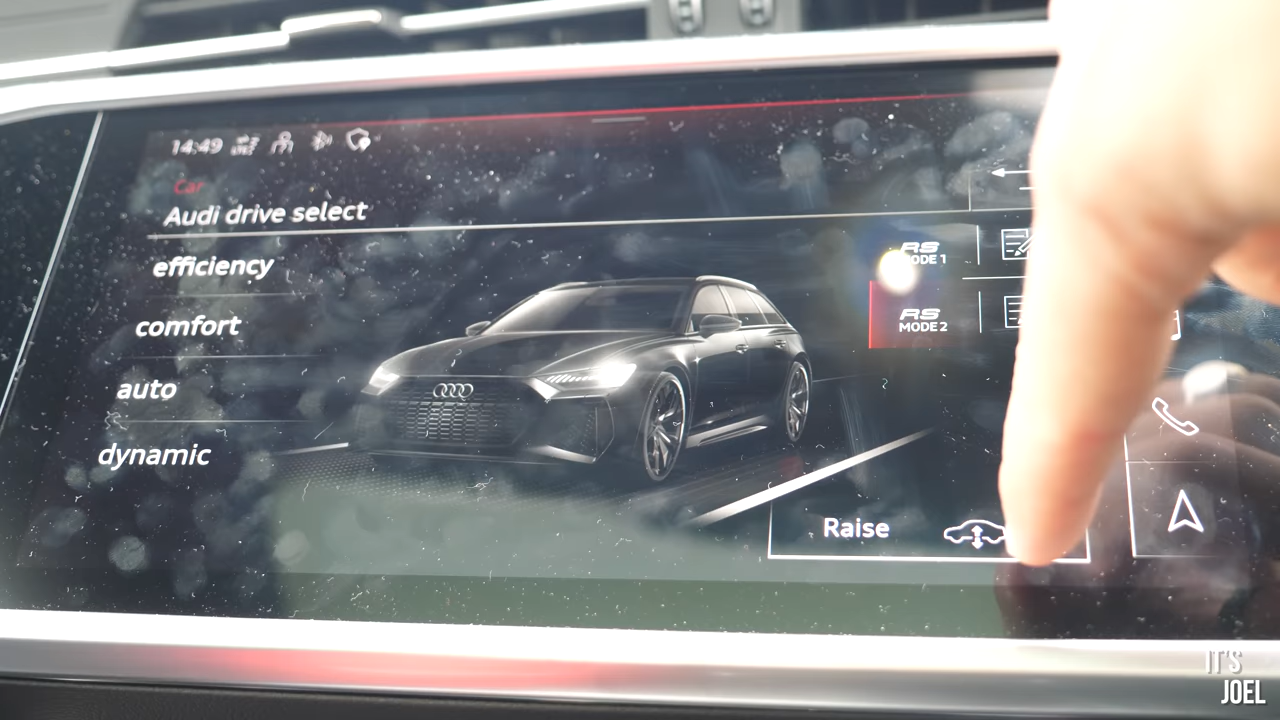 14:49
Car
Audi drive select
efficiency
comfort
auto
dynamic
RS
MODE 1
RS
MODE 2
Raise
IT'S
JOEL